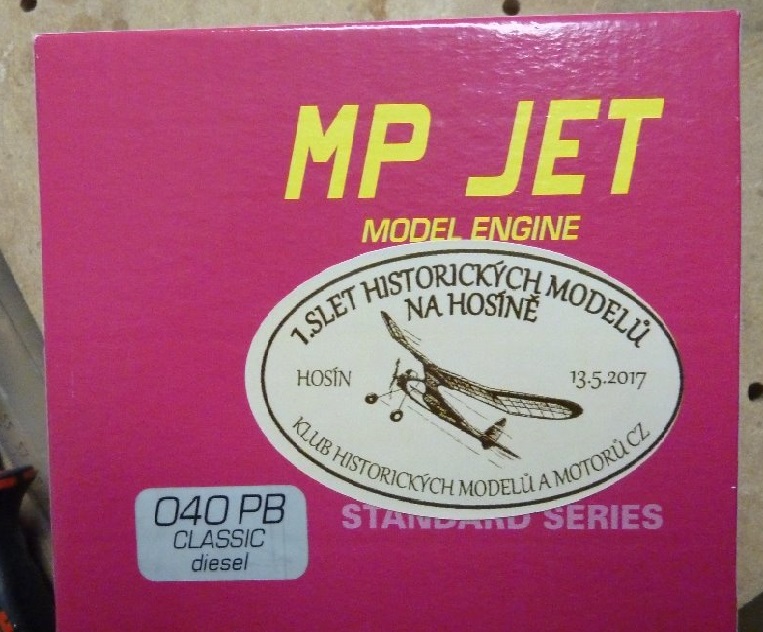 MP JET
MODEL ENGINE
1. SLET HISTORICKÝCH MODELŮ
NA HOSÍNĚ
HOSÍN
13.5.2017
KLUB HISTORICKÝCH MODELŮ A MOTORŮ CZ
STANDARD SERIES
040 PB
CLASSIC
diesel